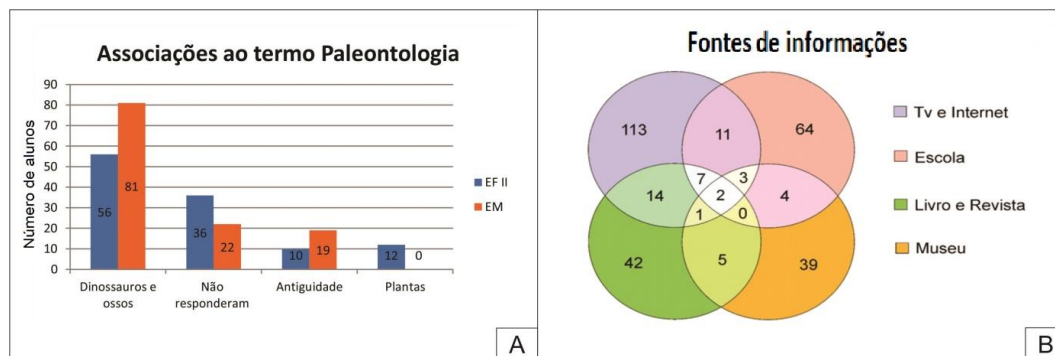 Associações ao termo Paleontologia
Número de alunos
90
80
70
60
50
40
30
20
10
0
56
81
36
22
10
19
12
0
Dinossauros e
ossos
Não
responderam
Antiguidade
Plantas
EF II
EM
A
Fontes de informações
113
11
64
7
3
14
2
4
1
0
42
5
39
Tv e Internet
Escola
Livro e Revista
Museu
B